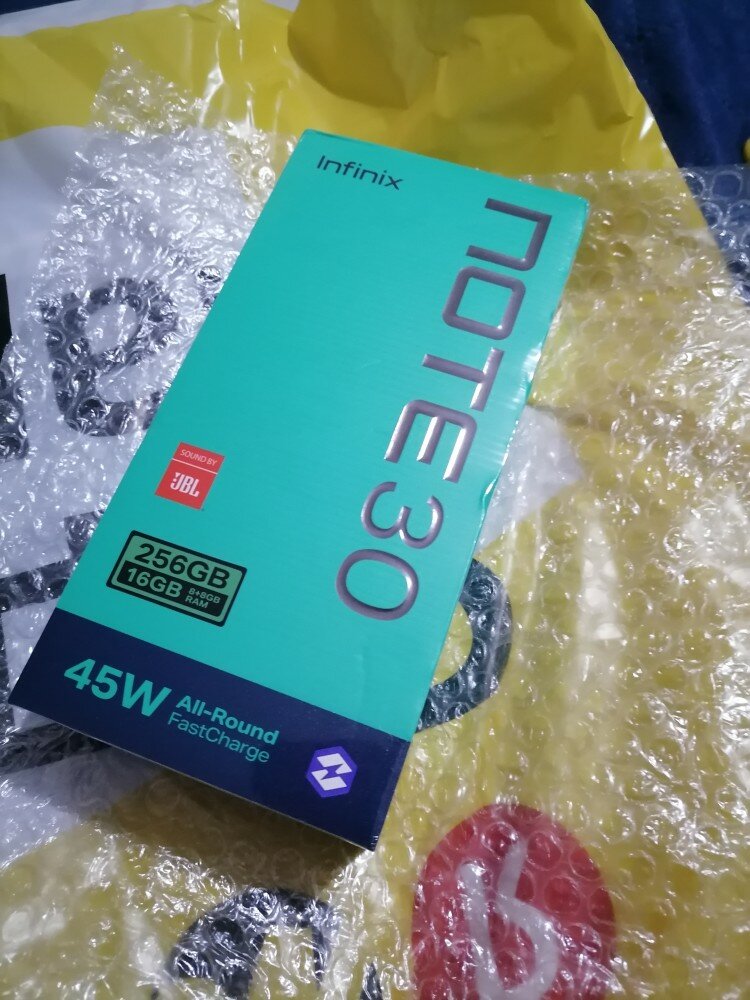 Infinix
NOTE 30
SOUND BY
JBL
256GB
16GB 8+8GB RAM
45W All-Round
FastCharge